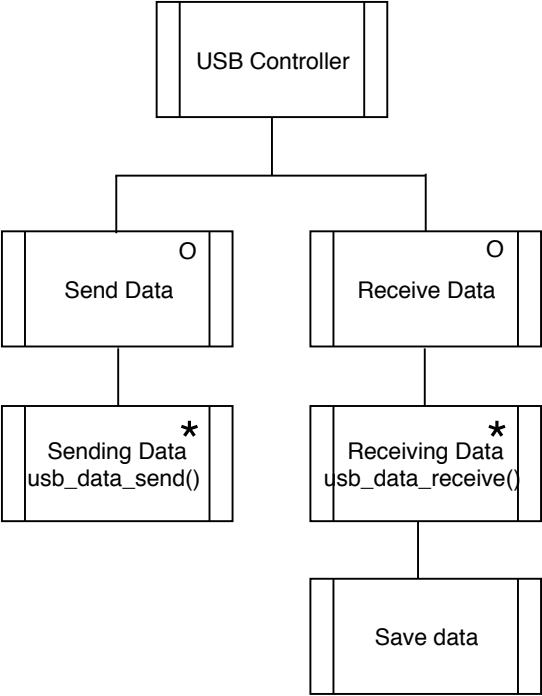 USB Controller
O
Send Data
O
Receive Data
*
Sending Data
usb_data_send()
*
Receiving Data
usb_data_receive()
Save data